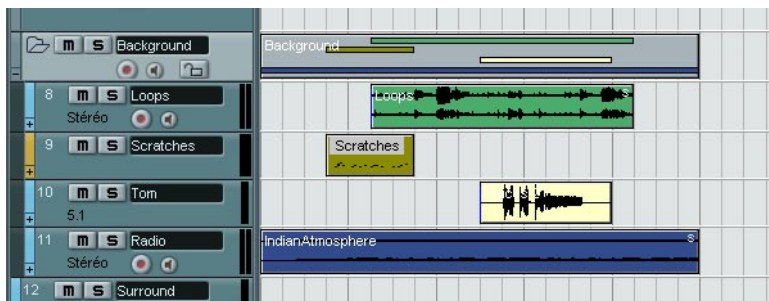 m S Background Background
8 m S Loops Loops S
Stéréo
9 m S Scratches Scratches
10 m S Tom
5.1
11 m S Radio IndianAtmosphere S
Stéréo
12 m S Surround